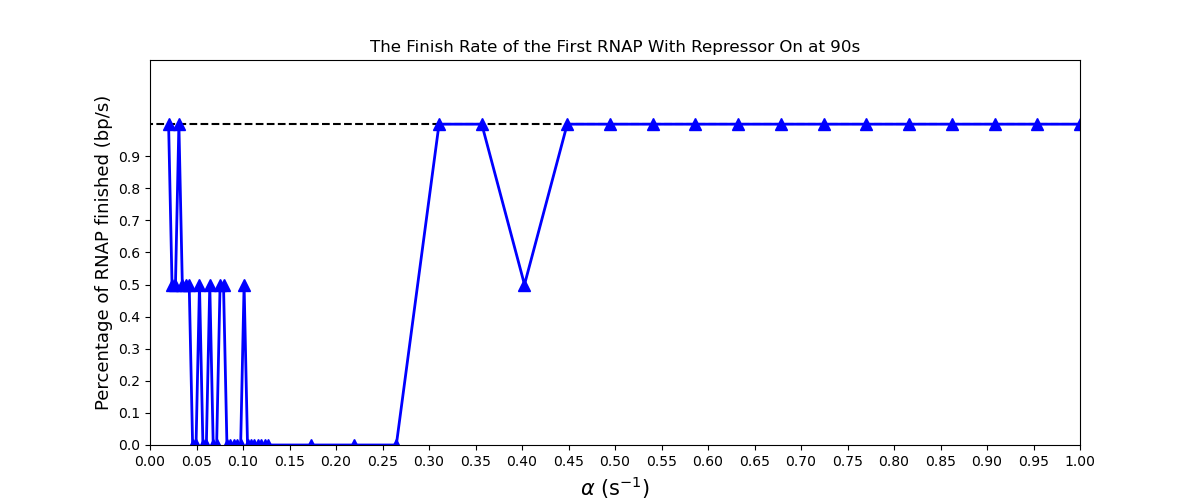 The Finish Rate of the First RNAP With Repressor On at 90s
Percentage of RNAP finished (bp/s)
0.9
0.8
0.7
0.6
0.5
0.4
0.3
0.2
0.1
0.0
0.00 0.05 0.10 0.15 0.20 0.25 0.30 0.35 0.40 0.45 0.50 0.55 0.60 0.65 0.70 0.75 0.80 0.85 0.90 0.95 1.00
α (s⁻¹)